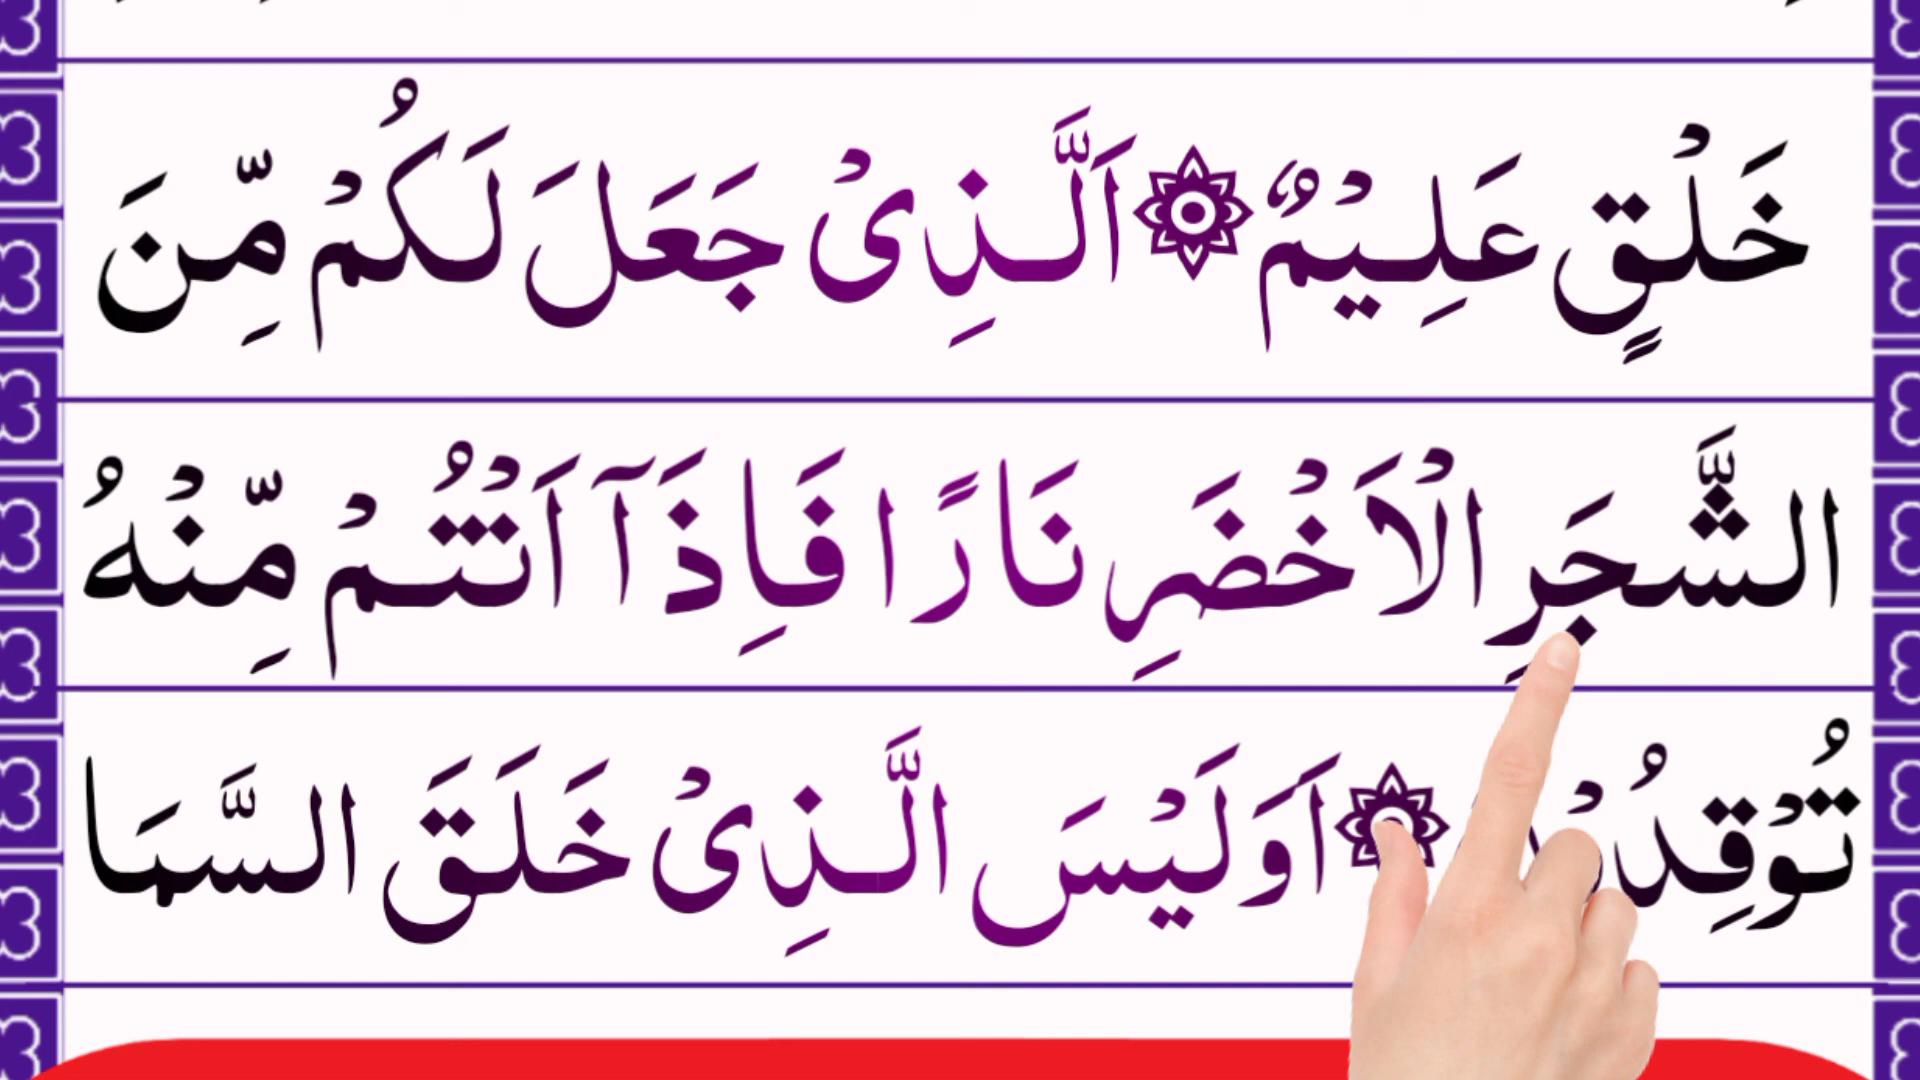 خَلْقٍ عَلِيْمٌ ۙ اَلَّذِىْ جَعَلَ لَكُمْ مِّنَ
الشَّجَرِ الْاَخْضَرِ نَارًا فَاِذَاۤ اَنْتُمْ مِّنْهُ
تُوْقِدُوْنَ اَوَلَيْسَ الَّذِىْ خَلَقَ السَّمٰا